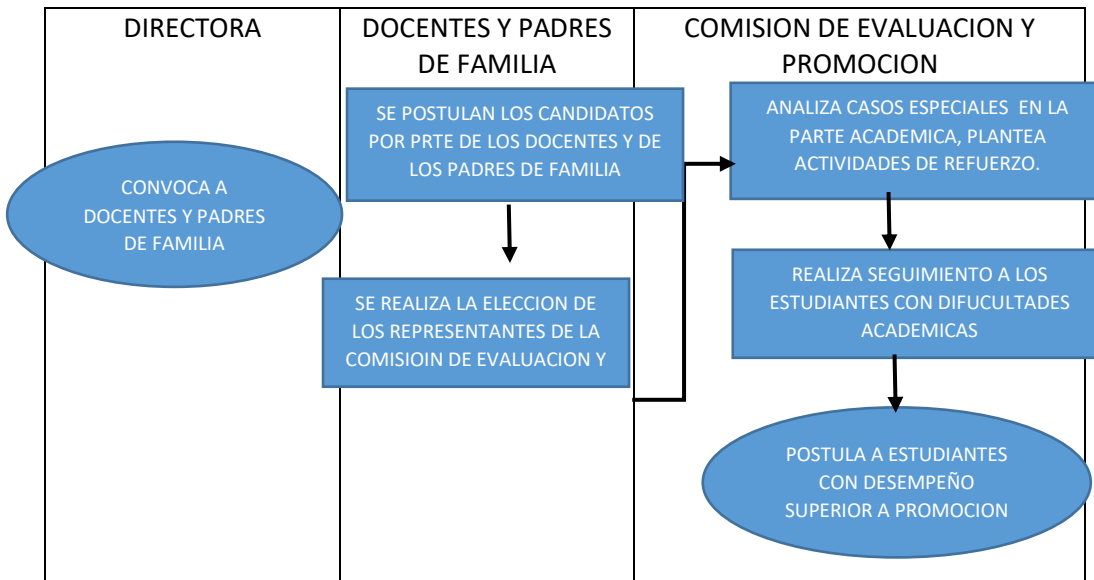 DIRECTORA
DOCENTES Y PADRES
DE FAMILIA
COMISION DE EVALUACION Y
PROMOCION
CONVOCA A
DOCENTES Y PADRES
DE FAMILIA
SE POSTULAN LOS CANDIDATOS
POR PRTE DE LOS DOCENTES Y DE
LOS PADRES DE FAMILIA
SE REALIZA LA ELECCION DE
LOS REPRESENTANTES DE LA
COMISIOIN DE EVALUACION Y
ANALIZA CASOS ESPECIALES EN LA
PARTE ACADEMICA, PLANTEA
ACTIVIDADES DE REFUERZO.
REALIZA SEGUIMIENTO A LOS
ESTUDIANTES CON DIFUCULTADES
ACADEMICAS
POSTULA A ESTUDIANTES
CON DESEMPEÑO
SUPERIOR A PROMOCION